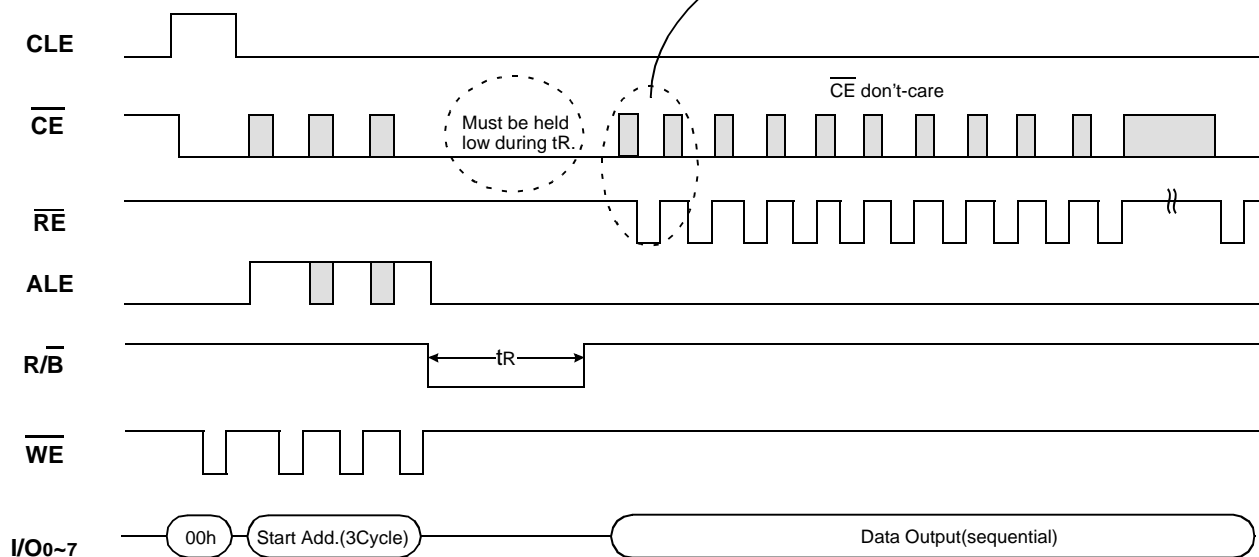 CLE
CE
CE don't-care
Must be held
low during tR.
RE
ALE
R/B
tR
WE
I/O0~7
00h
Start Add.(3Cycle)
Data Output(sequential)